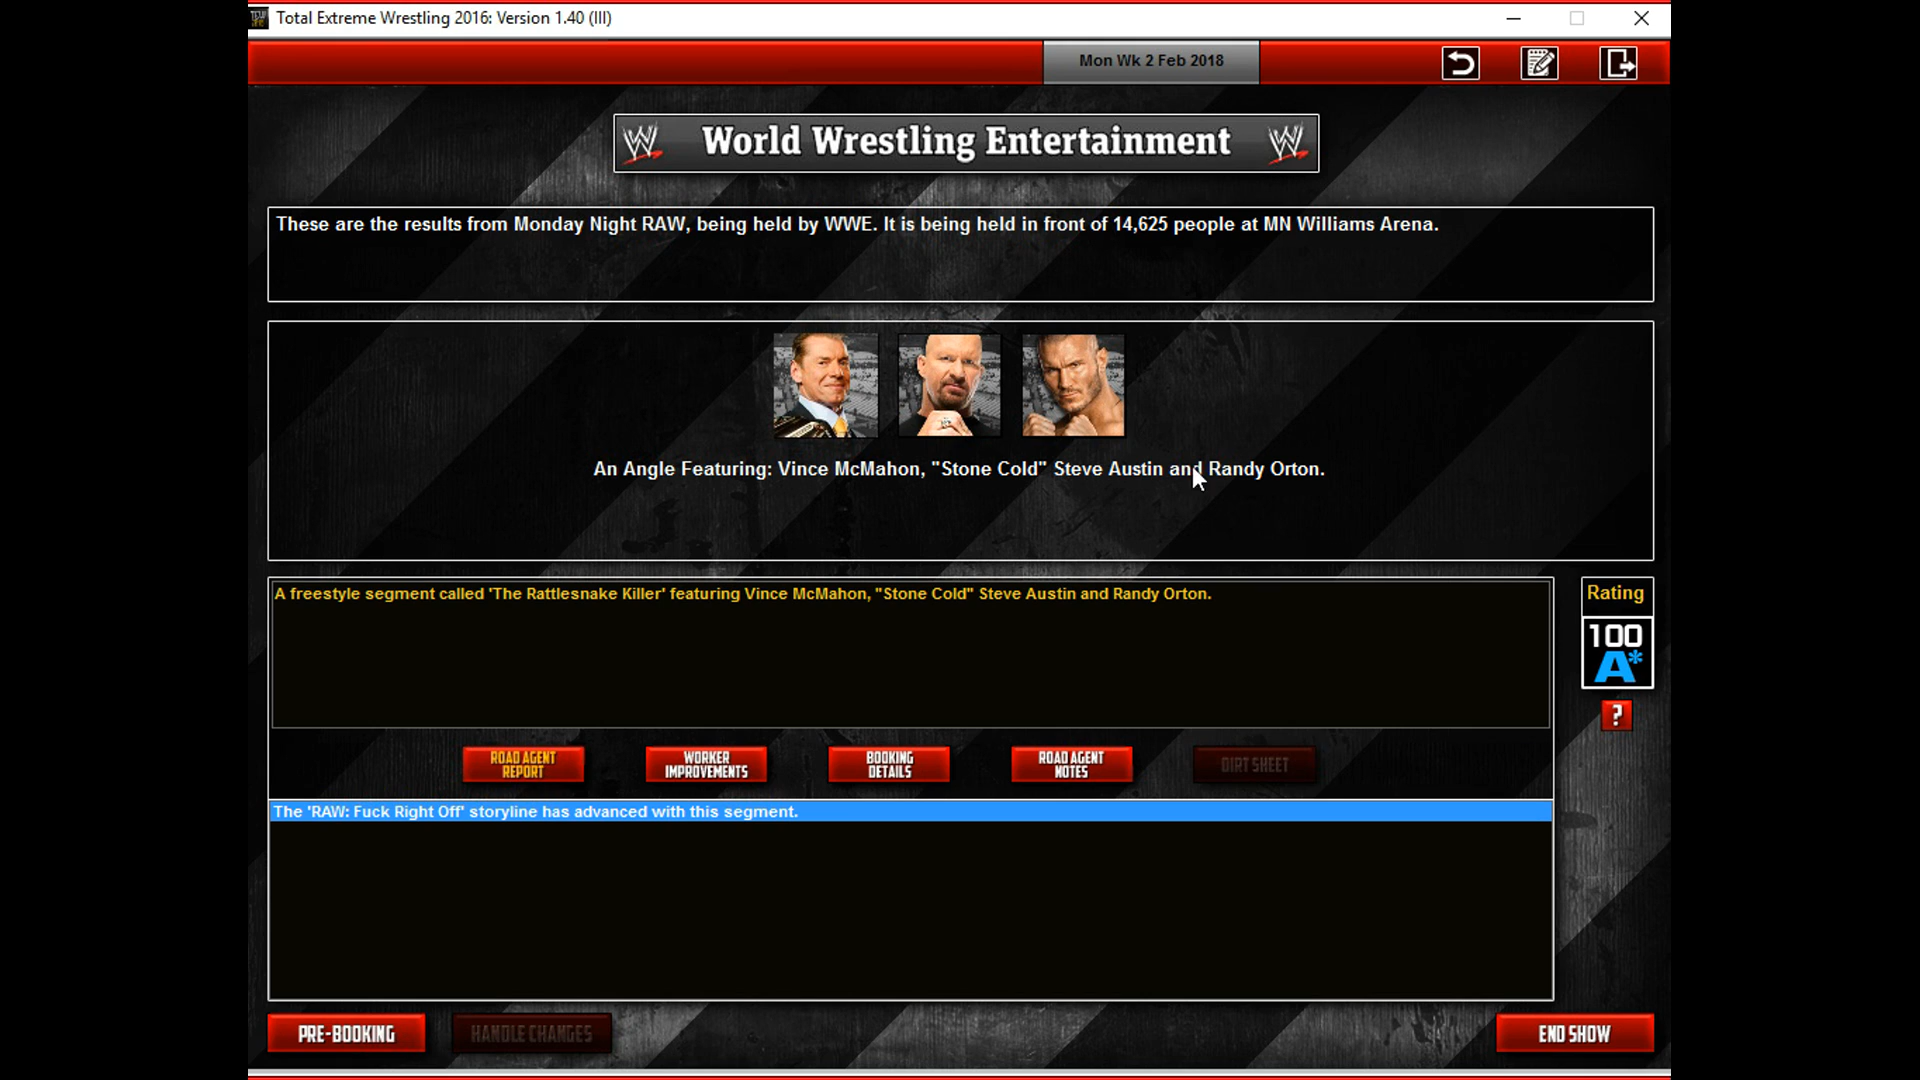 Total Extreme Wrestling 2016: Version 1.40 (III)
Mon Wk 2 Feb 2018
World Wrestling Entertainment
These are the results from Monday Night RAW, being held by WWE. It is being held in front of 14,625 people at MN Williams Arena.
An Angle Featuring: Vince McMahon, "Stone Cold" Steve Austin and Randy Orton.
A freestyle segment called 'The Rattlesnake Killer' featuring Vince McMahon, "Stone Cold" Steve Austin and Randy Orton.
Rating
100
A*
?
ROAD AGENT
REPORT
WORKER
IMPROVEMENTS
BOOKING
DETAILS
ROAD AGENT
NOTES
DIRT SHEET
The 'RAW: Fuck Right Off' storyline has advanced with this segment.
PRE-BOOKING
HANDLE CHANGES
END SHOW